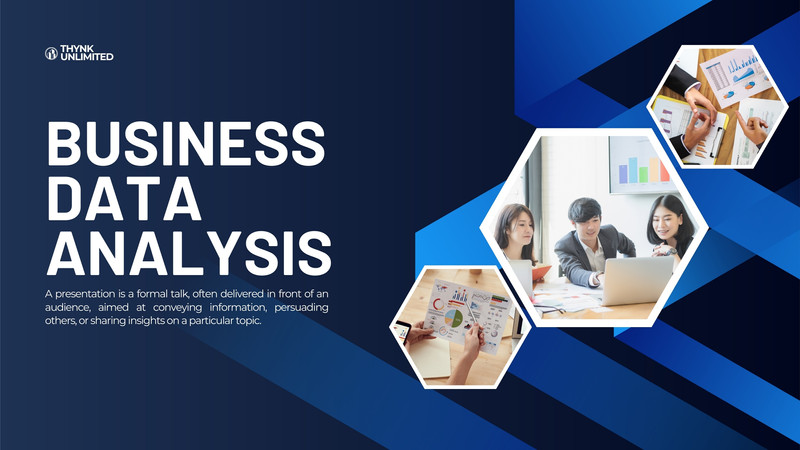 THYNK
UNLIMITED
BUSINESS
DATA
ANALYSIS
A presentation is a formal talk, often delivered in front of an
audience, aimed at conveying information, persuading
others, or sharing insights on a particular topic.